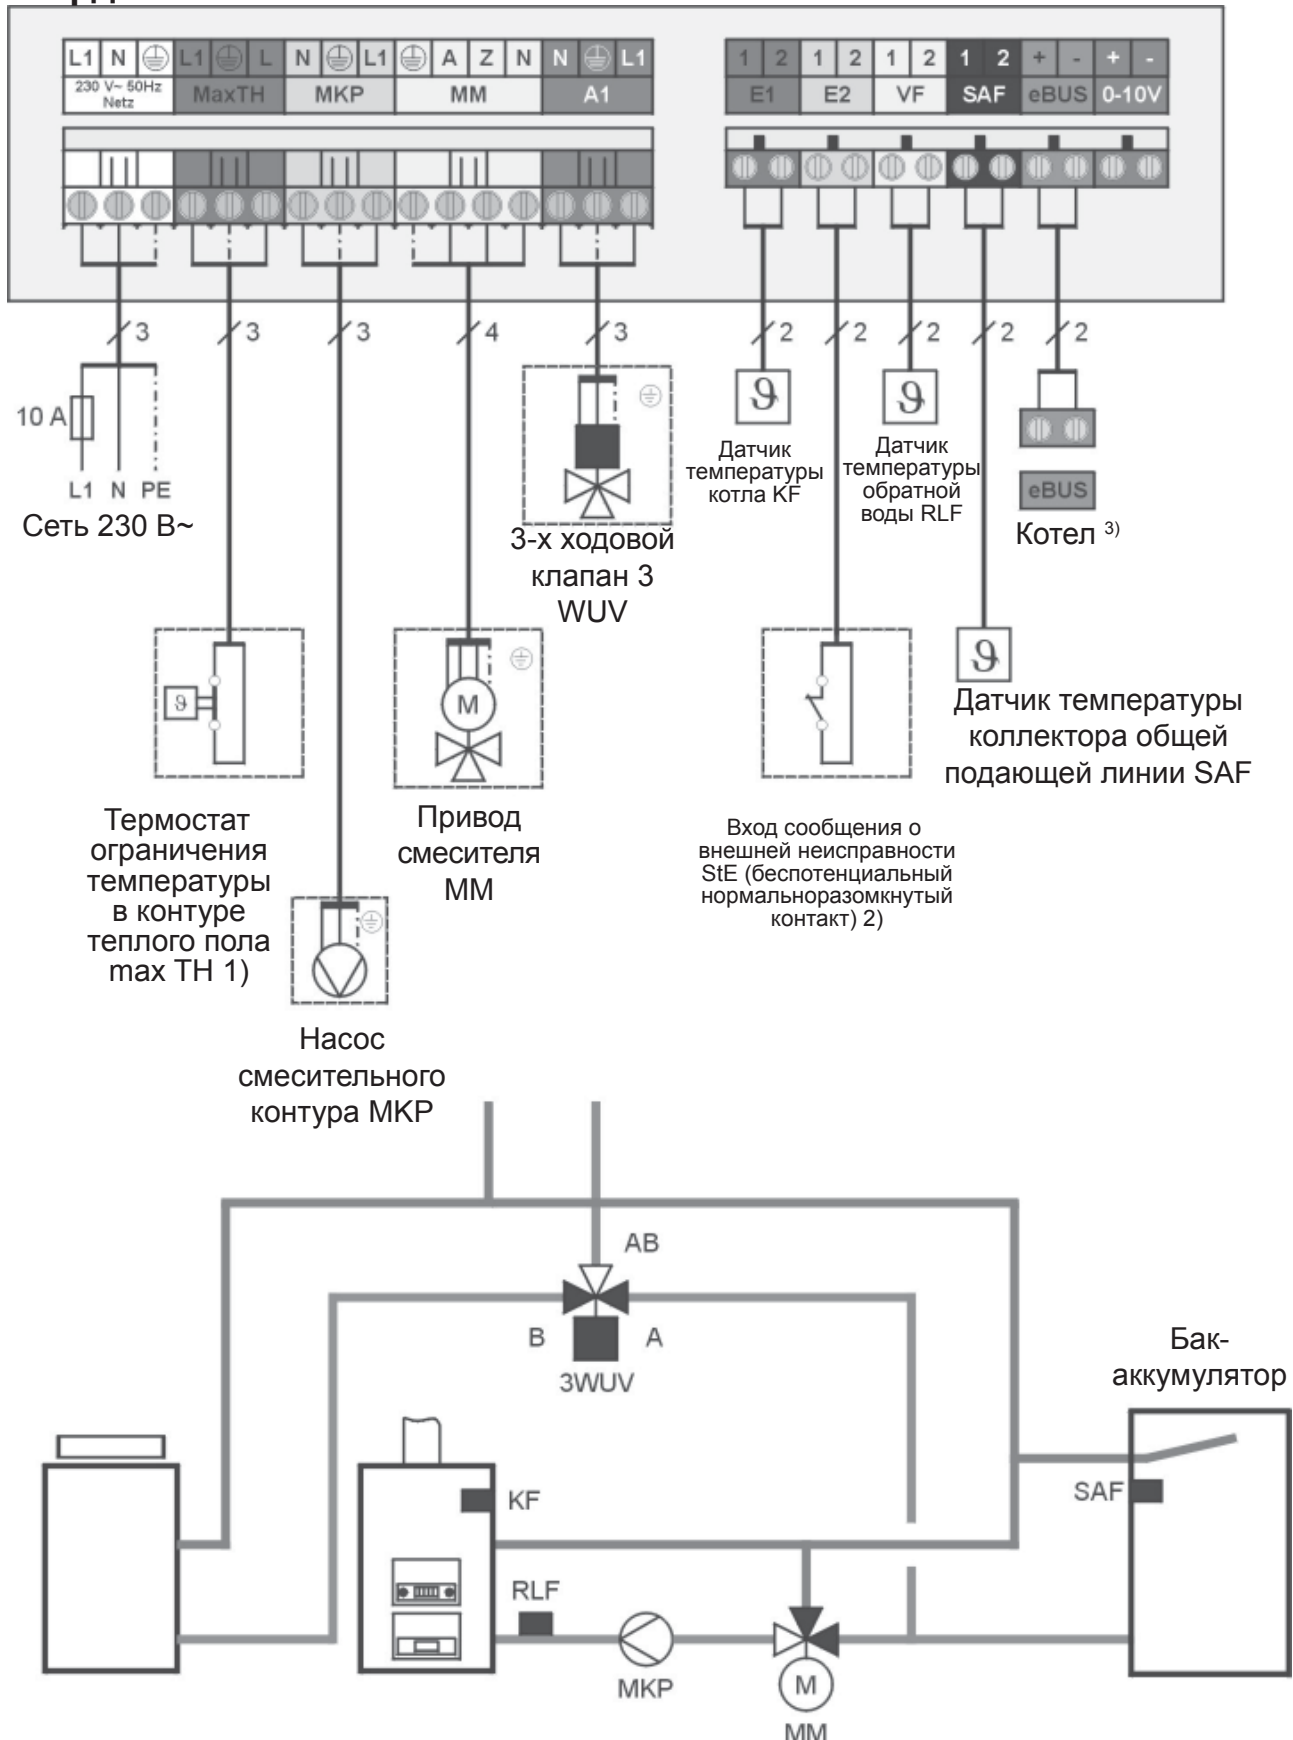 L1 N L1 L N L1 A Z N N L1 1 2 1 2 1 2 1 2 + - + -
230 V~ 50Hz
Netz
MaxTH MKP MM A1 E1 E2 VF SAF eBUS 0-10V
3 3 3 4 3 2 2 2 2 2
10 A
L1 N PE
Сеть 230 В~
3-х ходовой
клапан 3
WUV
ϑ
Датчик
температуры
котла KF
ϑ
Датчик
температуры
обратной
воды RLF
eBUS
Котел 3)
ϑ
Термостат
ограничения
температуры
в контуре
теплого пола
max TH 1)
M
Привод
смесителя
ММ
Вход сообщения о
внешней неисправности
StE (беспотенциальный
нормальноразомкнутый
контакт) 2)
ϑ
Датчик температуры
коллектора общей
подающей линии SAF
Насос
смесительного
контура МКР
AB
B A
3WUV
Бак-
аккумулятор
KF
SAF
RLF
MKP
M
MM